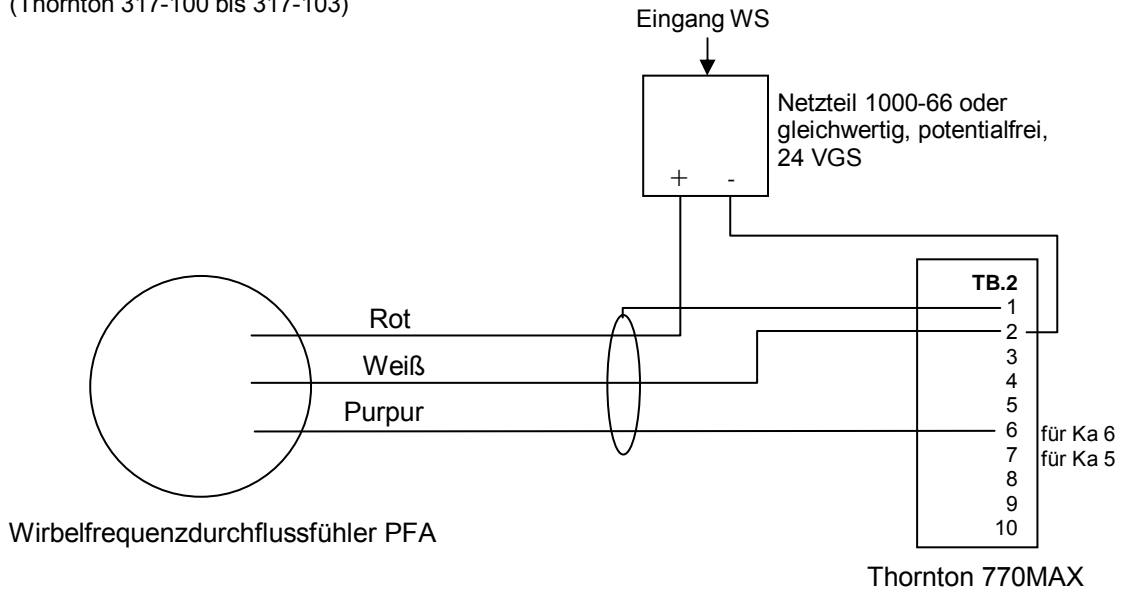 (Thornton 317-100 bis 317-103)
Eingang WS
Netzteil 1000-66 oder
gleichwertig, potentialfrei,
24 VGS
+ -
TB.2
1
2
3
4
5
6 für Ka 6
7 für Ka 5
8
9
10
Rot
Weiß
Purpur
Wirbelfrequenzdurchflussfühler PFA
Thornton 770MAX